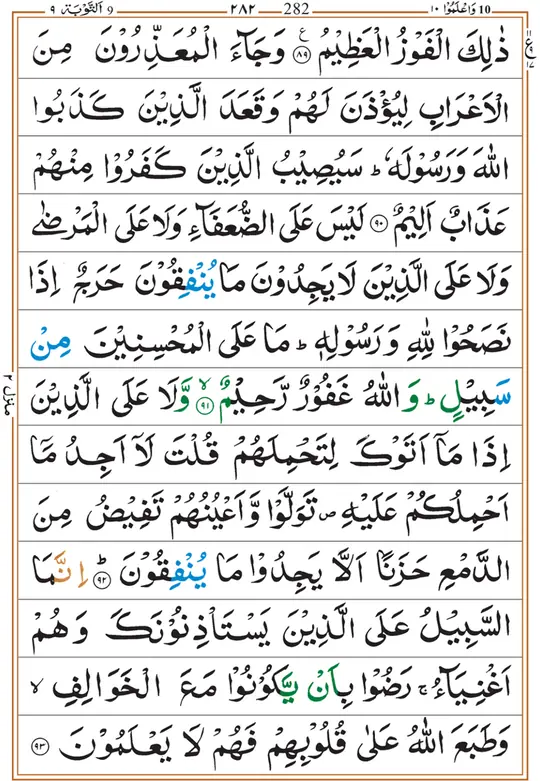 10 وَاعْلَمُوْا ١٠ 282 ٢٨٢ 9 اَلتَّوْبَة ٩
ذٰلِكَ الْفَوْزُ الْعَظِيْمُ ﴿٨٩﴾ ع وَجَآءَ الْمُعَذِّرُوْنَ مِنَ
الْاَعْرَابِ لِيُؤْذَنَ لَهُمْ وَقَعَدَ الَّذِيْنَ كَذَبُوا
اللّٰهَ وَرَسُوْلَهٗ ؕ سَيُصِيْبُ الَّذِيْنَ كَفَرُوْا مِنْهُمْ
عَذَابٌ اَلِيْمٌ ﴿٩٠﴾ لَيْسَ عَلَى الضُّعَفَآءِ وَلَا عَلَى الْمَرْضٰى
وَلَا عَلَى الَّذِيْنَ لَا يَجِدُوْنَ مَا يُنْفِقُوْنَ حَرَجٌ اِذَا
نَصَحُوْا لِلّٰهِ وَرَسُوْلِهٖ ؕ مَا عَلَى الْمُحْسِنِيْنَ مِنْ
سَبِيْلٍ ؕ وَاللّٰهُ غَفُوْرٌ رَّحِيْمٌ ﴿٩١﴾ ۙ وَّلَا عَلَى الَّذِيْنَ
اِذَا مَآ اَتَوْكَ لِتَحْمِلَهُمْ قُلْتَ لَآ اَجِدُ مَآ
اَحْمِلُكُمْ عَلَيْهِ ص تَوَلَّوْا وَّاَعْيُنُهُمْ تَفِيْضُ مِنَ
الدَّمْعِ حَزَنًا اَلَّا يَجِدُوْا مَا يُنْفِقُوْنَ ﴿٩٢﴾ ؕ اِنَّمَا
السَّبِيْلُ عَلَى الَّذِيْنَ يَسْتَاْذِنُوْنَكَ وَهُمْ
اَغْنِيَآءُ ۚ رَضُوْا بِاَنْ يَّكُوْنُوْا مَعَ الْخَوَالِفِ ۙ
وَطَبَعَ اللّٰهُ عَلٰى قُلُوْبِهِمْ فَهُمْ لَا يَعْلَمُوْنَ ﴿٩٣﴾
منزل ٢